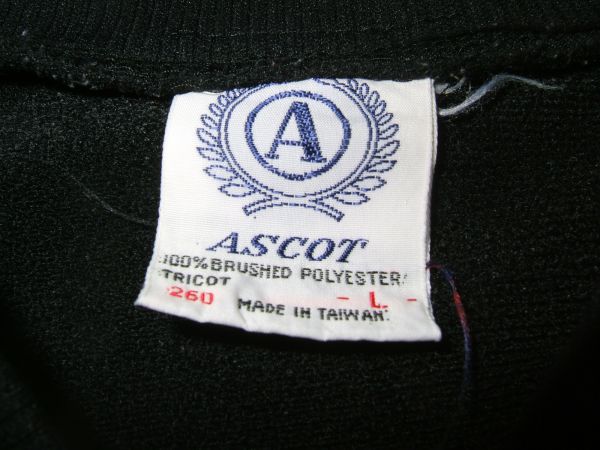 A
ASCOT
100% BRUSHED POLYESTER/
TRICOT
260 - L -
MADE IN TAIWAN